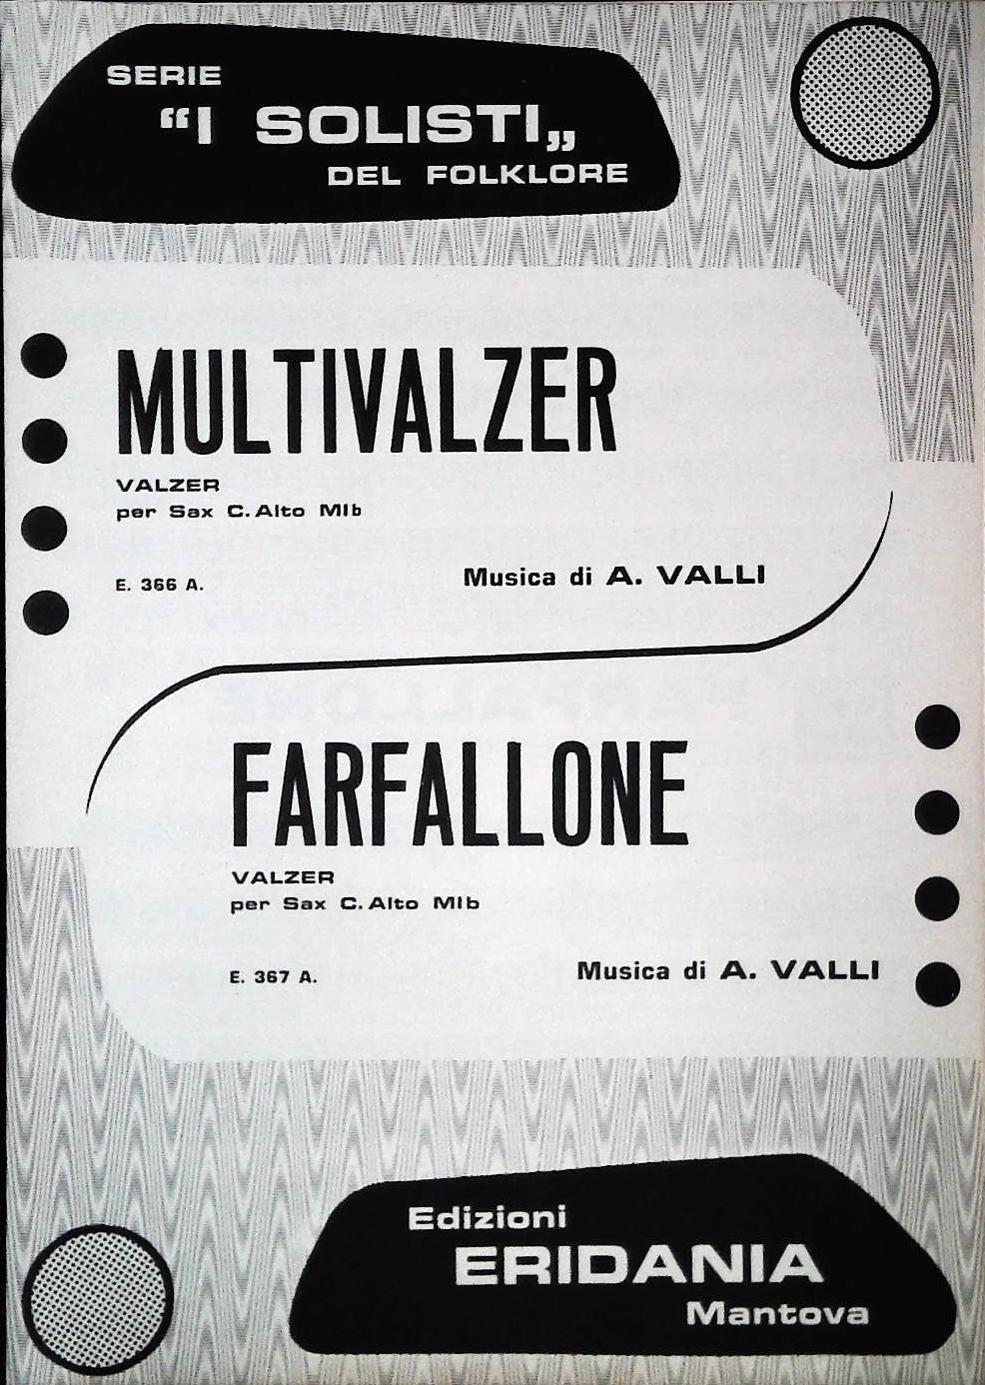 SERIE
“I SOLISTI„
DEL FOLKLORE
MULTIVALZER
VALZER
per Sax C. Alto MIb
E. 366 A.
Musica di A. VALLI
FARFALLONE
FARFALLONE
VALZER
per Sax C. Alto MIb
E. 367 A.
Musica di A. VALLI
Edizioni
ERIDANIA
Mantova